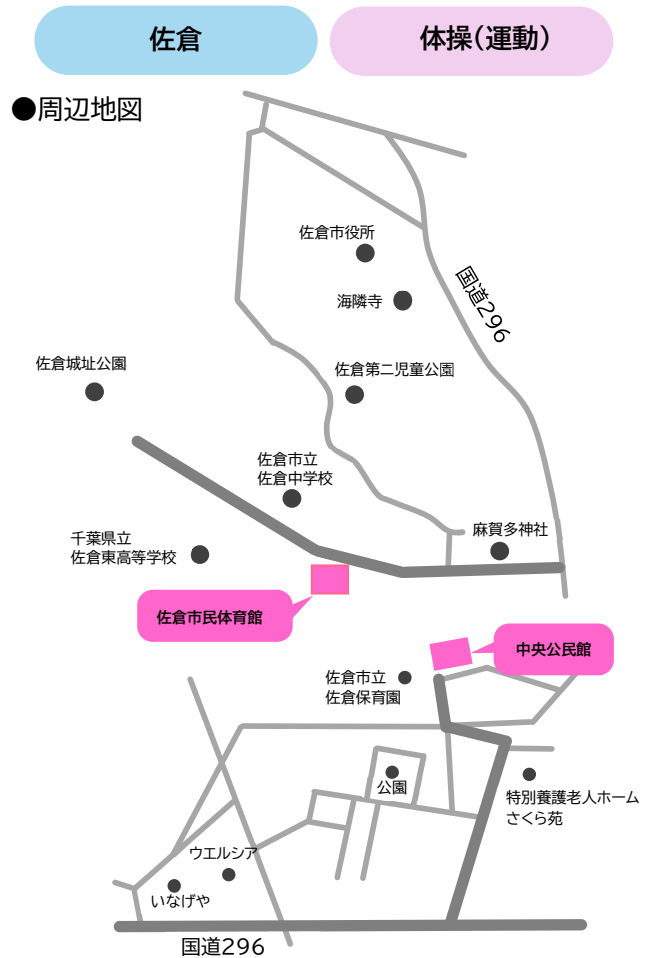 佐倉
体操(運動)
●周辺地図
佐倉市役所
海隣寺
国道296
佐倉城址公園
佐倉第二児童公園
佐倉市立
佐倉中学校
麻賀多神社
千葉県立
佐倉東高等学校
佐倉市民体育館
中央公民館
佐倉市立
佐倉保育園
公園
特別養護老人ホーム
さくら苑
ウエルシア
いなげや
国道296